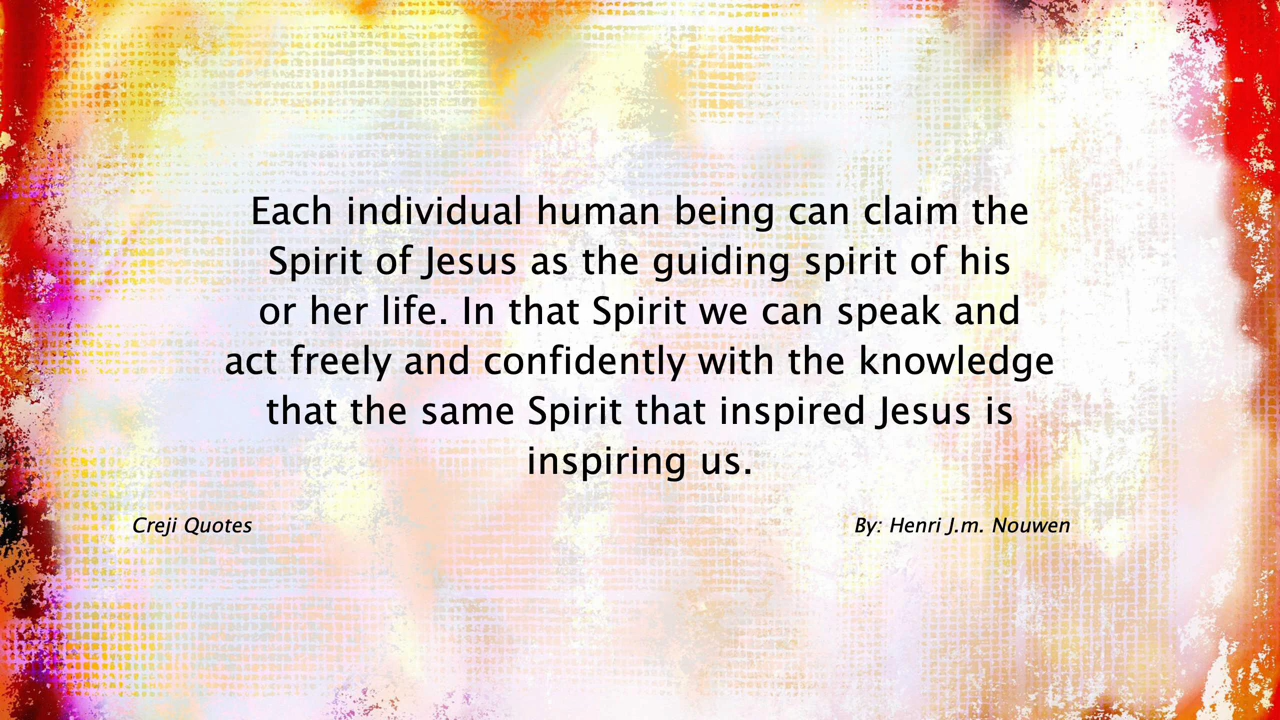 Each individual human being can claim the
Spirit of Jesus as the guiding spirit of his
or her life. In that Spirit we can speak and
act freely and confidently with the knowledge
that the same Spirit that inspired Jesus is
inspiring us.
Creji Quotes
By: Henri J.m. Nouwen